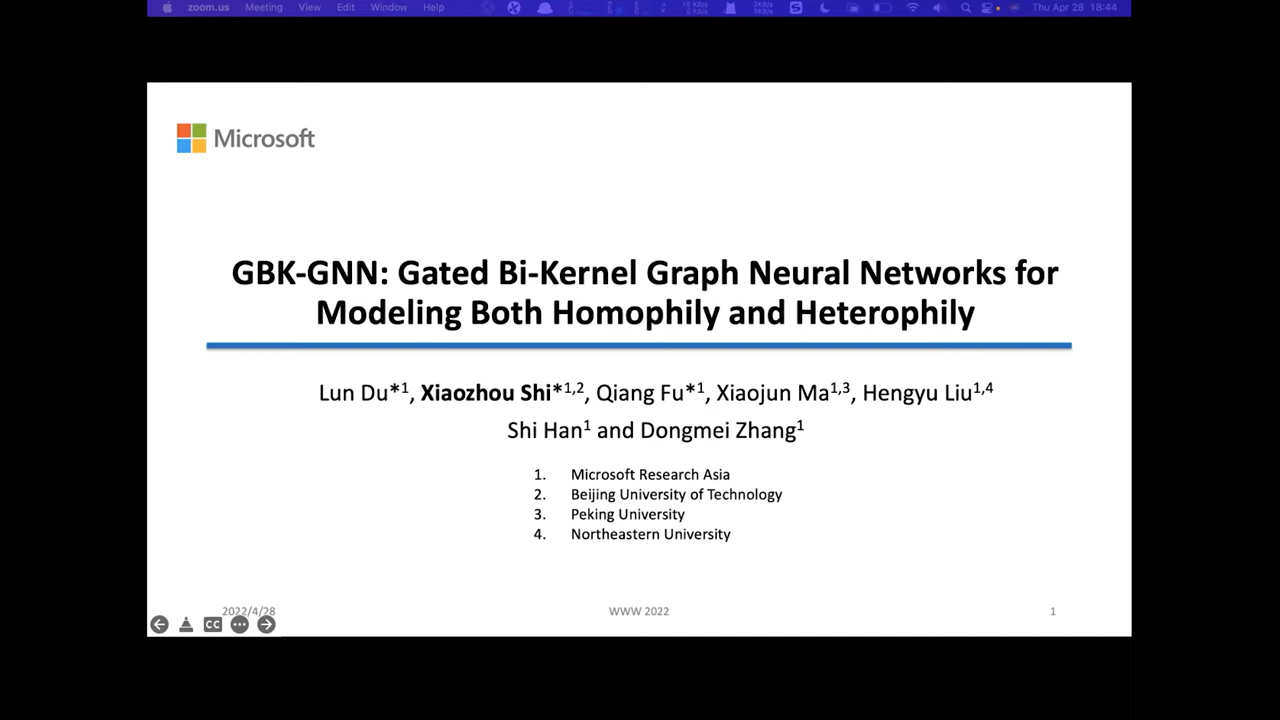 zoom.us Meeting View Edit Window Help Thu Apr 28 18:44
Microsoft
GBK-GNN: Gated Bi-Kernel Graph Neural Networks for
Modeling Both Homophily and Heterophily
Lun Du*1, Xiaozhou Shi*1,2, Qiang Fu*1, Xiaojun Ma1,3, Hengyu Liu1,4
Shi Han1 and Dongmei Zhang1
1. Microsoft Research Asia
2. Beijing University of Technology
3. Peking University
4. Northeastern University
2022/4/28 WWW 2022 1
CC